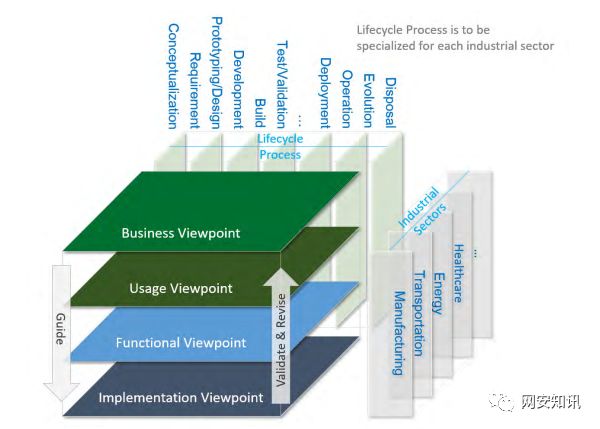 Lifecycle Process is to be
specialized for each industrial sector
Conceptualization
Requirement
Prototyping/Design
Development
Build
Test/Validation
...
Deployment
Operation
Evolution
Disposal
Lifecycle
Process
Business Viewpoint
Usage Viewpoint
Functional Viewpoint
Implementation Viewpoint
Guide
Validate & Revise
Industrial
Sectors
Manufacturing
Transportation
Energy
Healthcare
...
网安知讯